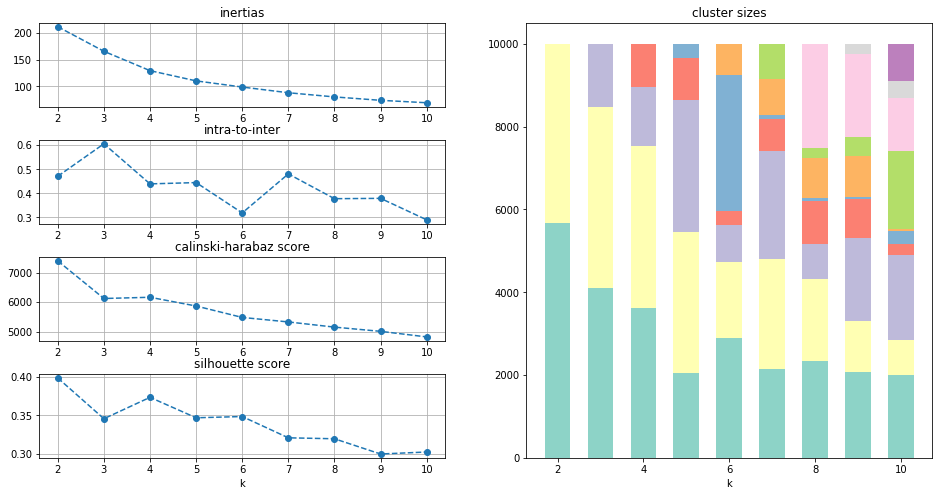 inertias
200
150
100
2 3 4 5 6 7 8 9 10
intra-to-inter
0.6
0.5
0.4
0.3
2 3 4 5 6 7 8 9 10
calinski-harabaz score
7000
6000
5000
2 3 4 5 6 7 8 9 10
silhouette score
0.40
0.35
0.30
2 3 4 5 6 7 8 9 10
k
cluster sizes
10000
8000
6000
4000
2000
0
2 4 6 8 10
k